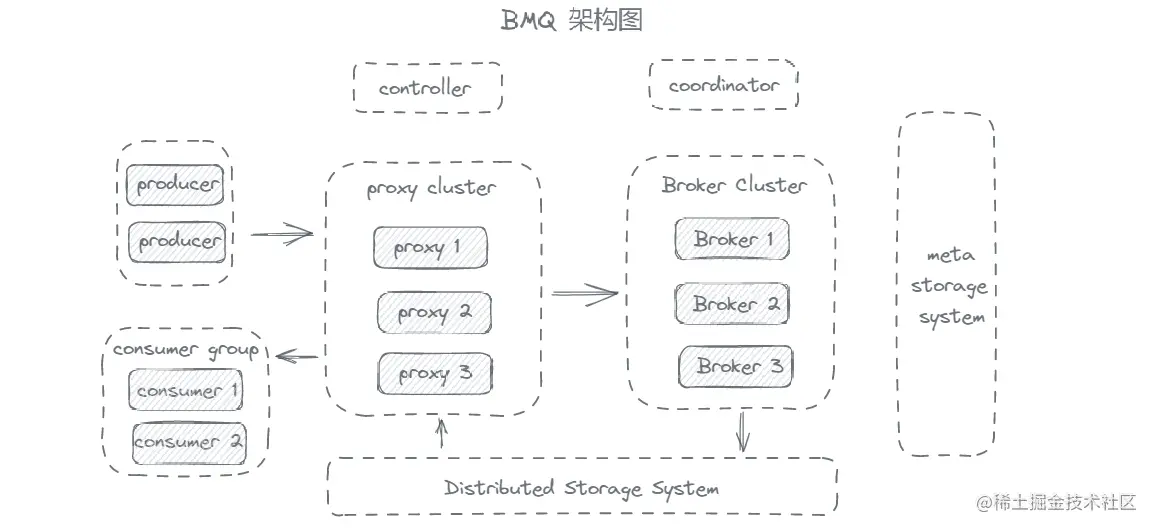 BMQ 架构图
controller
coordinator
producer
producer
proxy cluster
proxy 1
proxy 2
proxy 3
Broker Cluster
Broker 1
Broker 2
Broker 3
meta
storage
system
consumer group
consumer 1
consumer 2
Distributed Storage System
@稀土掘金技术社区